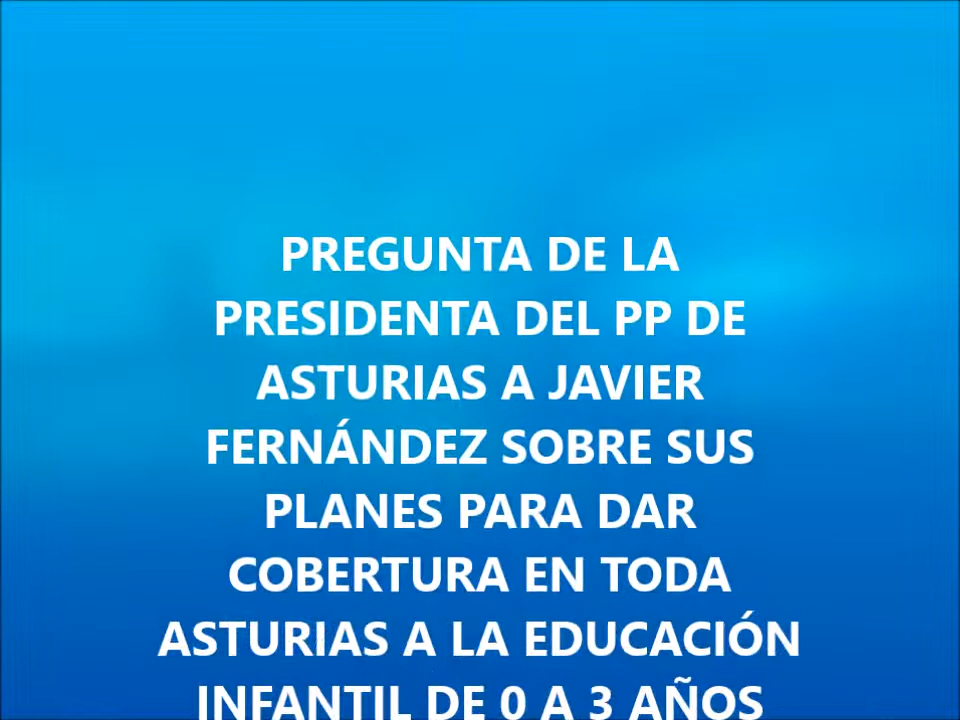 PREGUNTA DE LA
PRESIDENTA DEL PP DE
ASTURIAS A JAVIER
FERNÁNDEZ SOBRE SUS
PLANES PARA DAR
COBERTURA EN TODA
ASTURIAS A LA EDUCACIÓN
INFANTIL DE 0 A 3 AÑOS